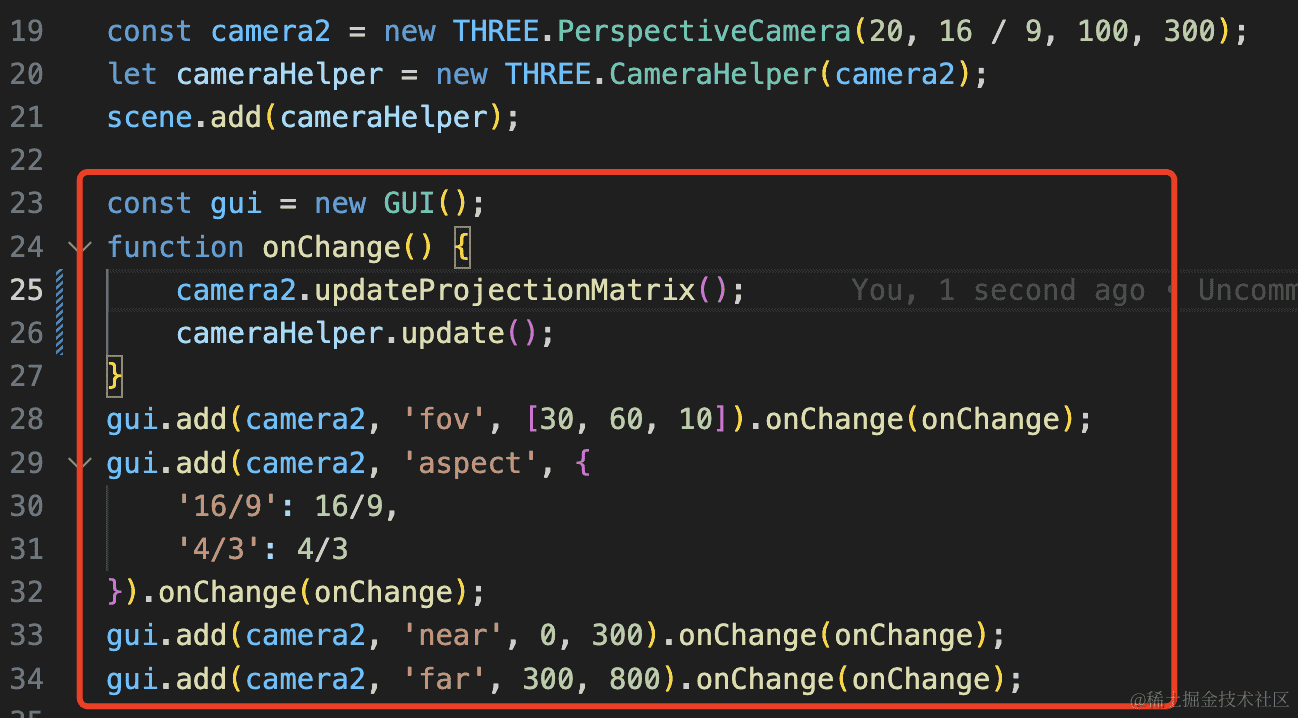 19 const camera2 = new THREE.PerspectiveCamera(20, 16 / 9, 100, 300);
20 let cameraHelper = new THREE.CameraHelper(camera2);
21 scene.add(cameraHelper);
22
23 const gui = new GUI();
24 function onChange() {
25     camera2.updateProjectionMatrix();      You, 1 second ago • Uncomm
26     cameraHelper.update();
27 }
28 gui.add(camera2, 'fov', [30, 60, 10]).onChange(onChange);
29 gui.add(camera2, 'aspect', {
30     '16/9': 16/9,
31     '4/3': 4/3
32 }).onChange(onChange);
33 gui.add(camera2, 'near', 0, 300).onChange(onChange);
34 gui.add(camera2, 'far', 300, 800).onChange(onChange);
35
@稀土掘金技术社区